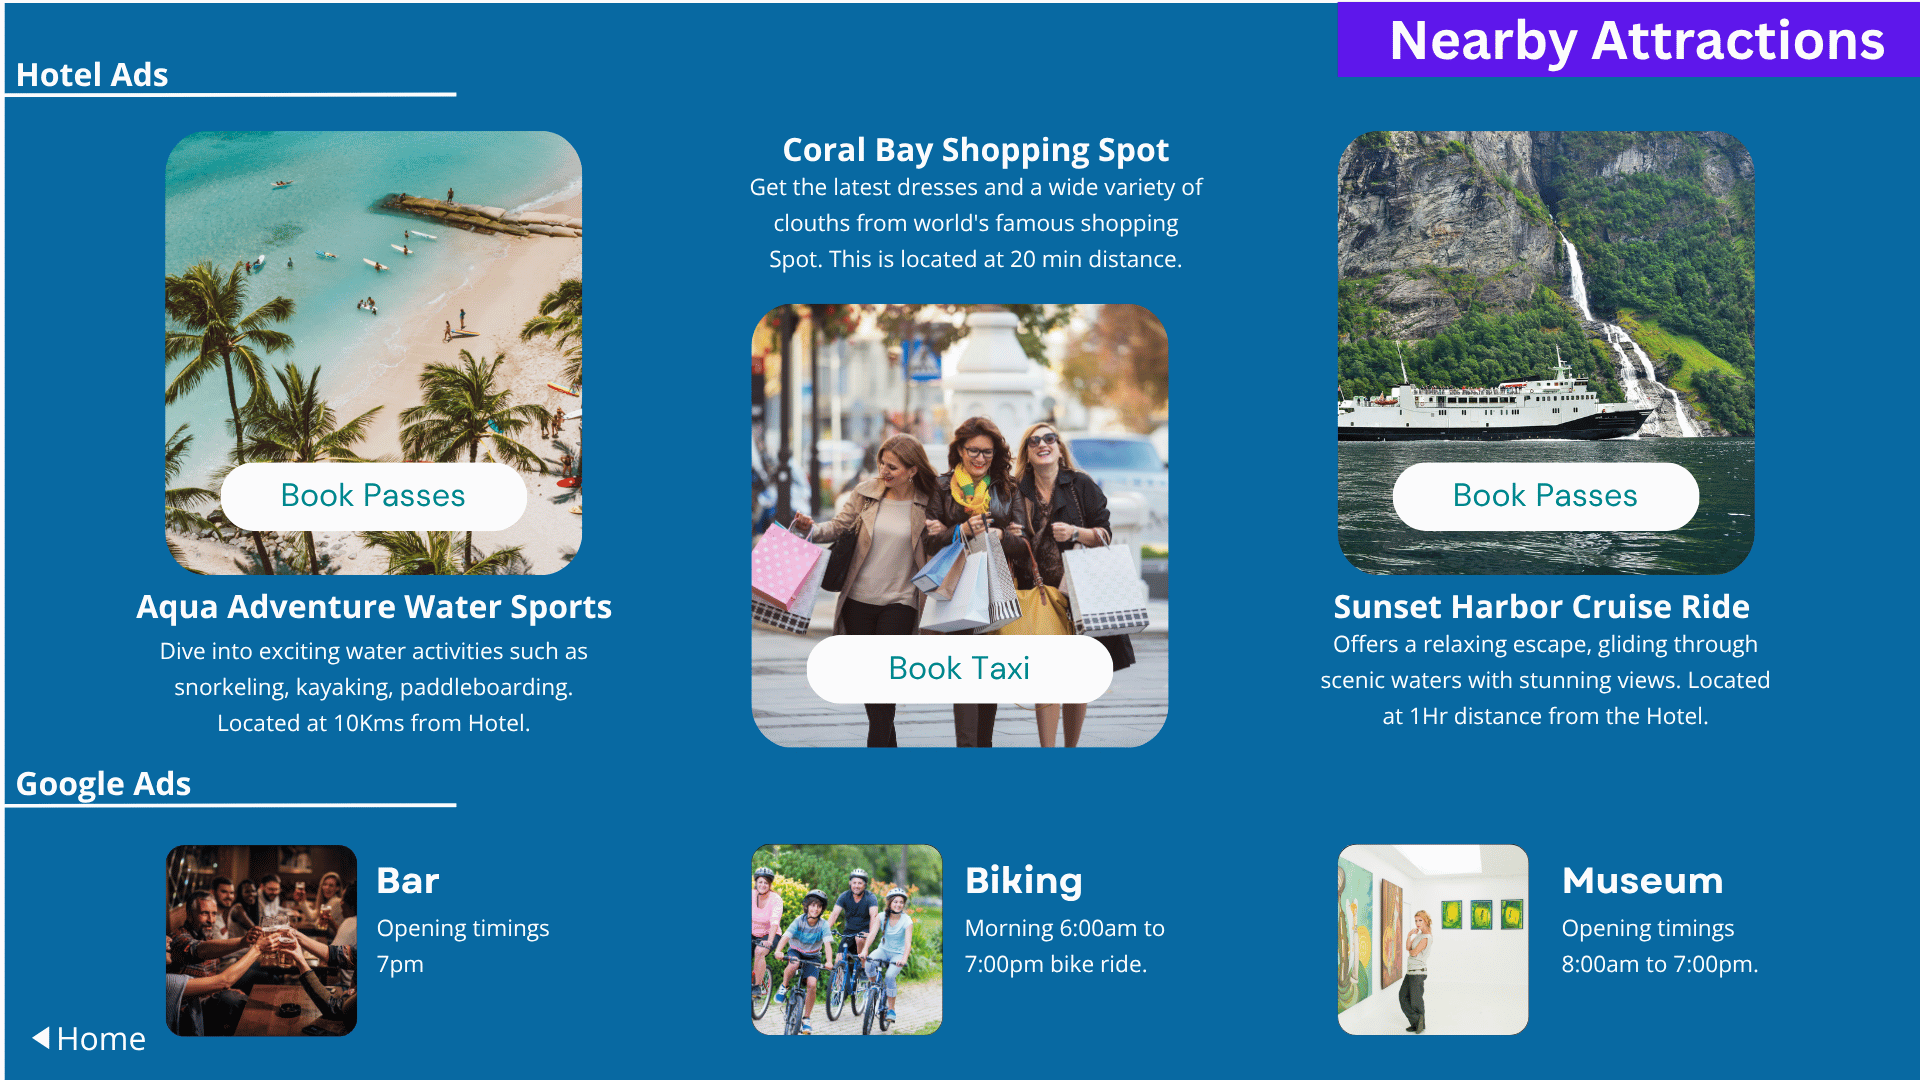 Nearby Attractions
Hotel Ads
Book Passes
Aqua Adventure Water Sports
Dive into exciting water activities such as
snorkeling, kayaking, paddleboarding.
Located at 10Kms from Hotel.
Coral Bay Shopping Spot
Get the latest dresses and a wide variety of
clouths from world's famous shopping
Spot. This is located at 20 min distance.
Book Taxi
Book Passes
Sunset Harbor Cruise Ride
Offers a relaxing escape, gliding through
scenic waters with stunning views. Located
at 1Hr distance from the Hotel.
Google Ads
Bar
Opening timings
7pm
Biking
Morning 6:00am to
7:00pm bike ride.
Museum
Opening timings
8:00am to 7:00pm.
Home